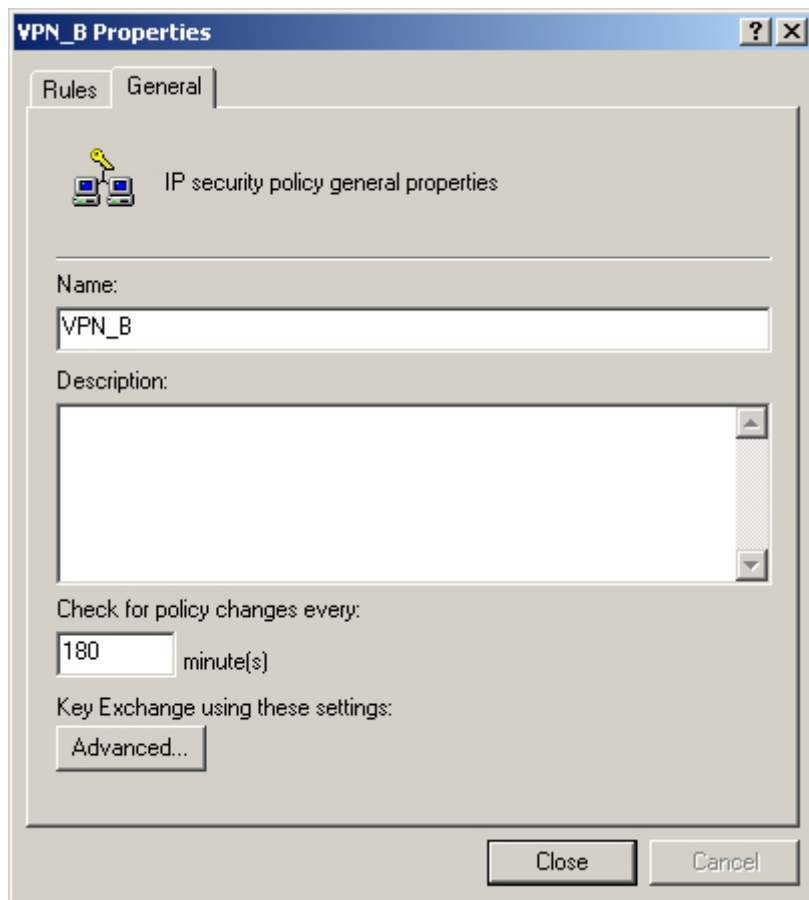 VPN_B Properties
Rules
General
IP security policy general properties
Name:
VPN_B
Description:
Check for policy changes every:
180 minute(s)
Key Exchange using these settings:
Advanced...
Close
Cancel